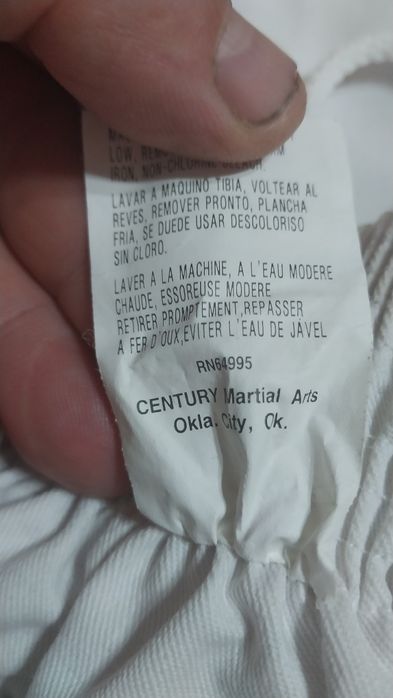 LOW,
IRON, NON-CHLORINE BLEACH.
LAVAR A MAQUINO TIBIA, VOLTEAR AL
REVES, REMOVER PRONTO, PLANCHA
FRIA, SE DUEDE USAR DESCOLORISO
SIN CLORO.
LAVER A LA MACHINE, A L'EAU MODERE
CHAUDE, ESSOREUSE MODERE
RETIRER PROMPTEMENT,REPASSER
A FER D'OUX,EVITER L'EAU DE JAVEL
RN64995
CENTURY Martial Arts
Okla. City, Ok.